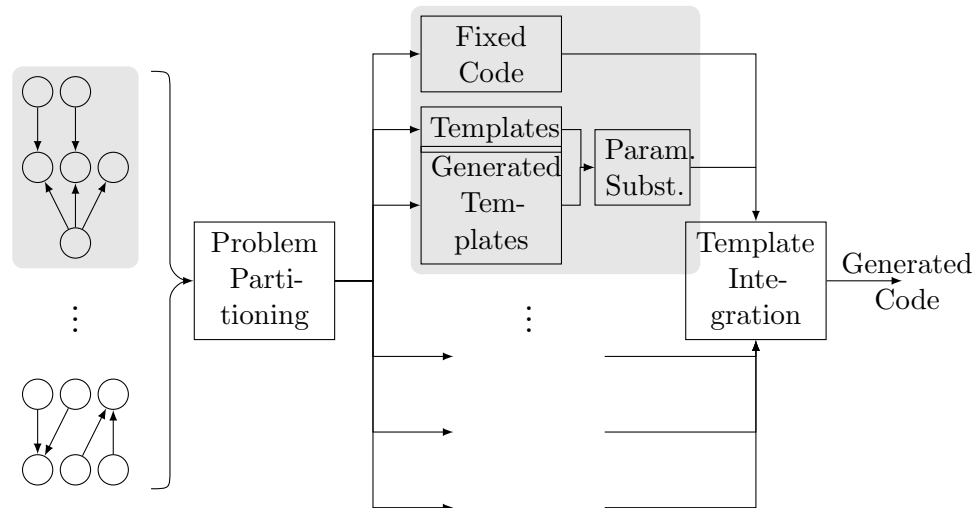 Fixed
Code
Templates
Generated
Tem-
plates
Param.
Subst.
Problem
Parti-
tioning
Template
Inte-
gration
Generated
Code